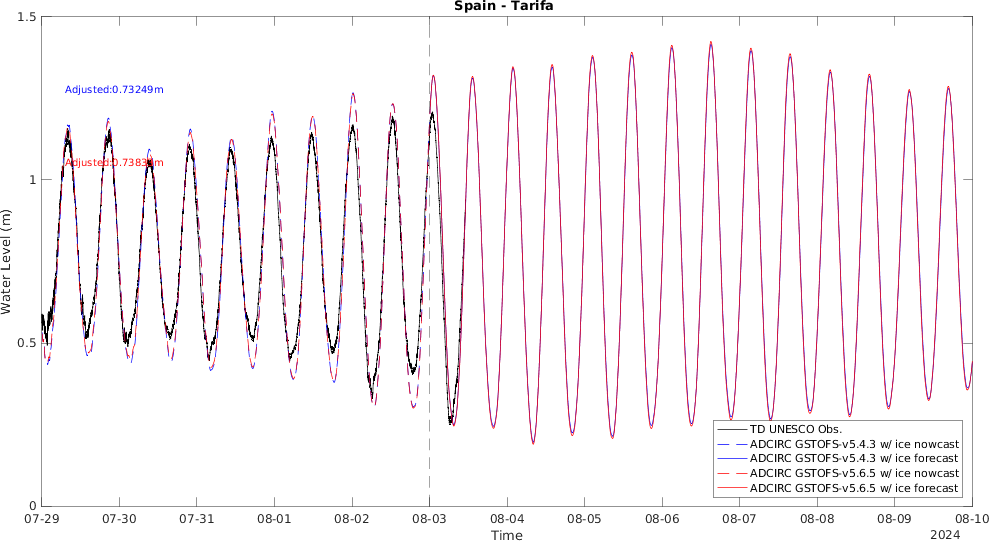 Spain - Tarifa
1.5
Adjusted:0.73249m
Adjusted:0.7383 m
1
0.5
0
Water Level (m)
TD UNESCO Obs.
ADCIRC GSTOFS-v5.4.3 w/ ice nowcast
ADCIRC GSTOFS-v5.4.3 w/ ice forecast
ADCIRC GSTOFS-v5.6.5 w/ ice nowcast
ADCIRC GSTOFS-v5.6.5 w/ ice forecast
07-29 07-30 07-31 08-01 08-02 08-03 08-04 08-05 08-06 08-07 08-08 08-09 08-10
Time
2024